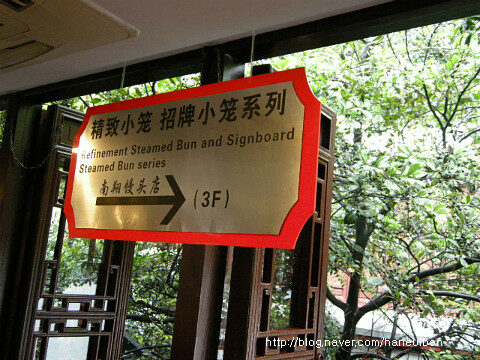 精致小笼 招牌小笼系列
Refinement Steamed Bun and Signboard
Steamed Bun series
南翔馒头店
(3F)
http://blog.naver.com/haneulbon